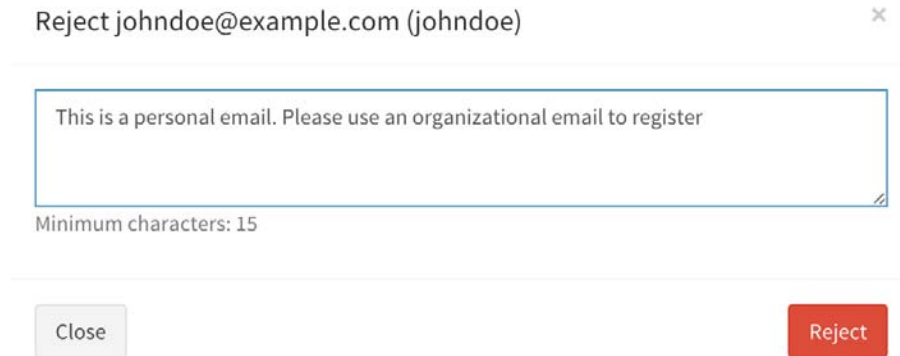 Reject johndoe@example.com (johndoe)
×
This is a personal email. Please use an organizational email to register
Minimum characters: 15
Close
Reject